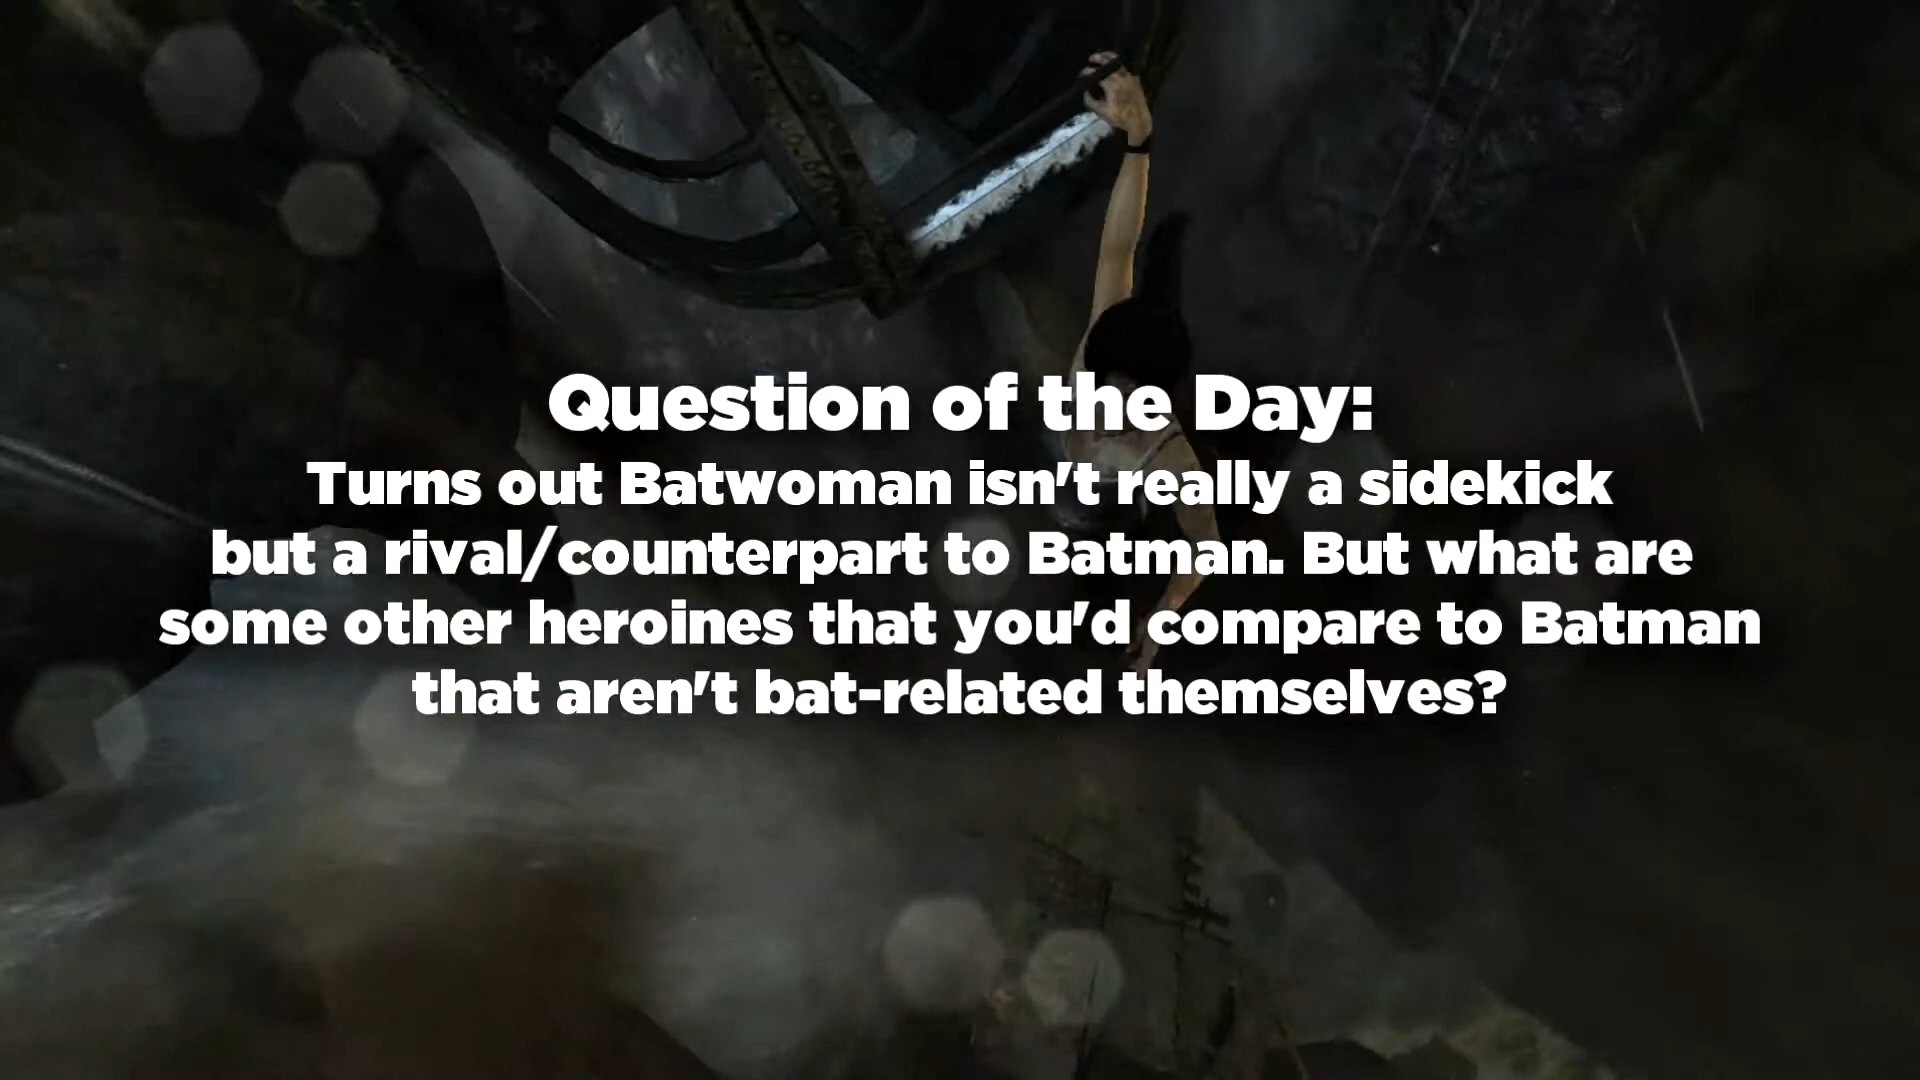 Question of the Day:
Turns out Batwoman isn't really a sidekick
but a rival/counterpart to Batman. But what are
some other heroines that you'd compare to Batman
that aren't bat-related themselves?